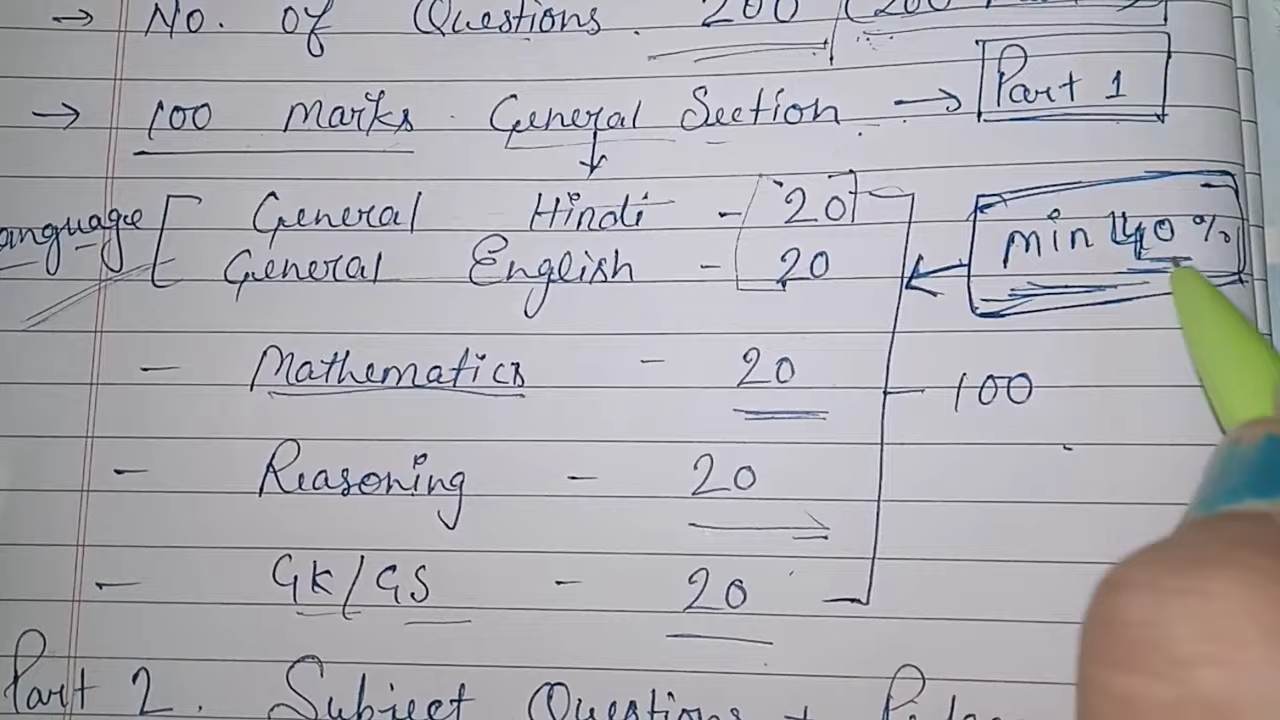 → No. of Questions. 200
→ 100 marks. General Section → Part 1
Language [ General Hindi - 20
General English - 20
min 40%
- Mathematics - 20
100
- Reasoning - 20
- GK/GS - 20
Part 2. Subject Questions +